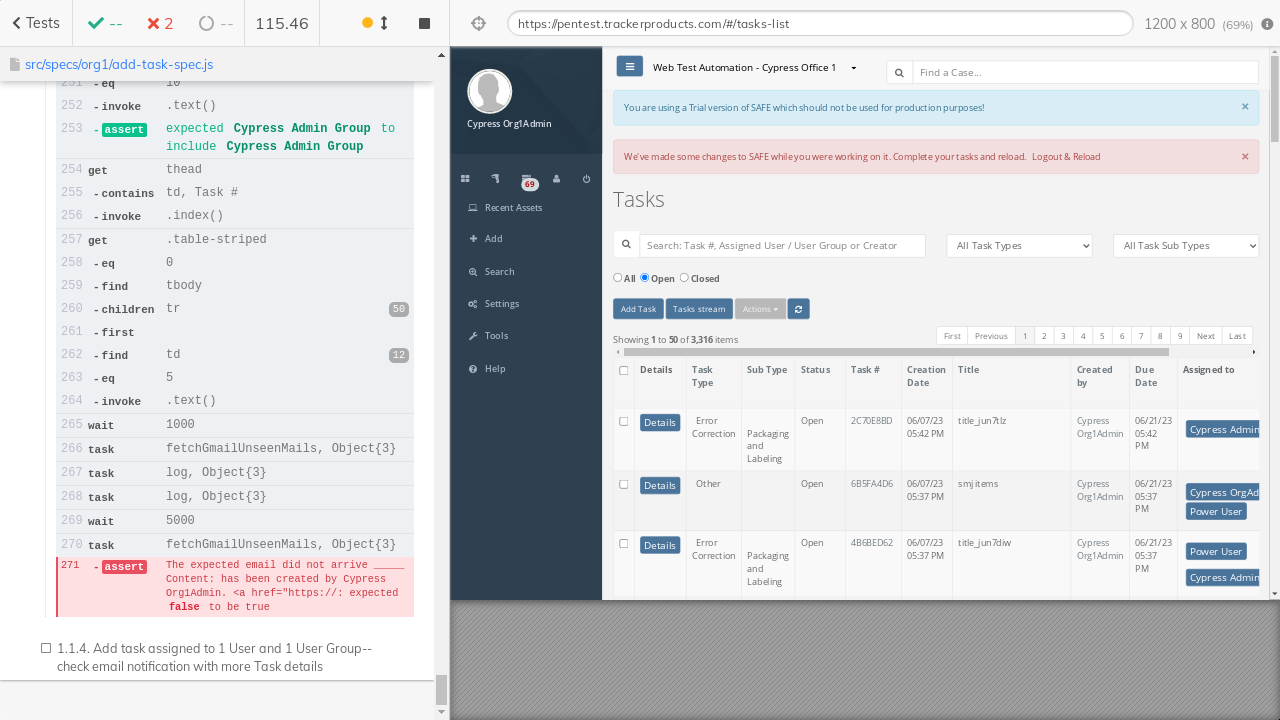 Tests
--
2
--
115.46
https://pentest.trackerproducts.com/#/tasks-list
1200 x 800 (69%)
src/specs/org1/add-task-spec.js
251 - eq 10
252 - invoke .text()
253 - assert expected Cypress Admin Group to
include Cypress Admin Group
254 get thead
255 - contains td, Task #
256 - invoke .index()
257 get .table-striped
258 - eq 0
259 - find tbody
260 - children tr 50
261 - first
262 - find td 12
263 - eq 5
264 - invoke .text()
265 wait 1000
266 task fetchGmailUnseenMails, Object{3}
267 task log, Object{3}
268 task log, Object{3}
269 wait 5000
270 task fetchGmailUnseenMails, Object{3}
271 - assert The expected email did not arrive _____
Content: has been created by Cypress
Org1Admin. <a href="https://: expected
false to be true
1.1.4. Add task assigned to 1 User and 1 User Group--
check email notification with more Task details
Cypress Org1Admin
69
Recent Assets
Add
Search
Settings
Tools
Help
Web Test Automation - Cypress Office 1
Find a Case...
You are using a Trial version of SAFE which should not be used for production purposes! ×
We've made some changes to SAFE while you were working on it. Complete your tasks and reload. Logout & Reload ×
Tasks
Search: Task #, Assigned User / User Group or Creator
All Task Types
All Task Sub Types
All Open Closed
Add Task Tasks stream Actions
Showing 1 to 50 of 3,316 items
First Previous 1 2 3 4 5 6 7 8 9 Next Last
Details Task Type Sub Type Status Task # Creation Date Title Created by Due Date Assigned to
Details Error Correction Packaging and Labeling Open 2C70E8BD 06/07/23 05:42 PM title_jun7tlz Cypress Org1Admin 06/21/23 05:42 PM Cypress Admin
Details Other Open 6B5FA4D6 06/07/23 05:37 PM smjitems Cypress Org1Admin 06/21/23 05:37 PM Cypress OrgAd
Power User
Details Error Correction Packaging and Labeling Open 4B6BED62 06/07/23 05:37 PM title_jun7diw Cypress Org1Admin 06/21/23 05:37 PM Power User
Cypress Admin